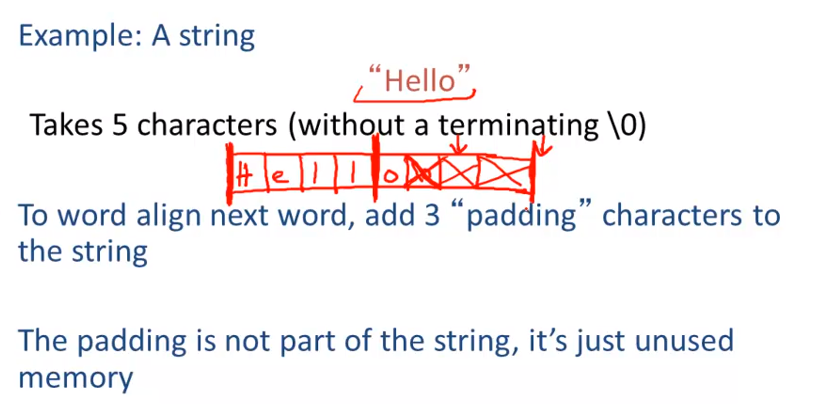 Example: A string
“Hello”
Takes 5 characters (without a terminating \0)
H e l l o
To word align next word, add 3 “padding” characters to
the string
The padding is not part of the string, it’s just unused
memory